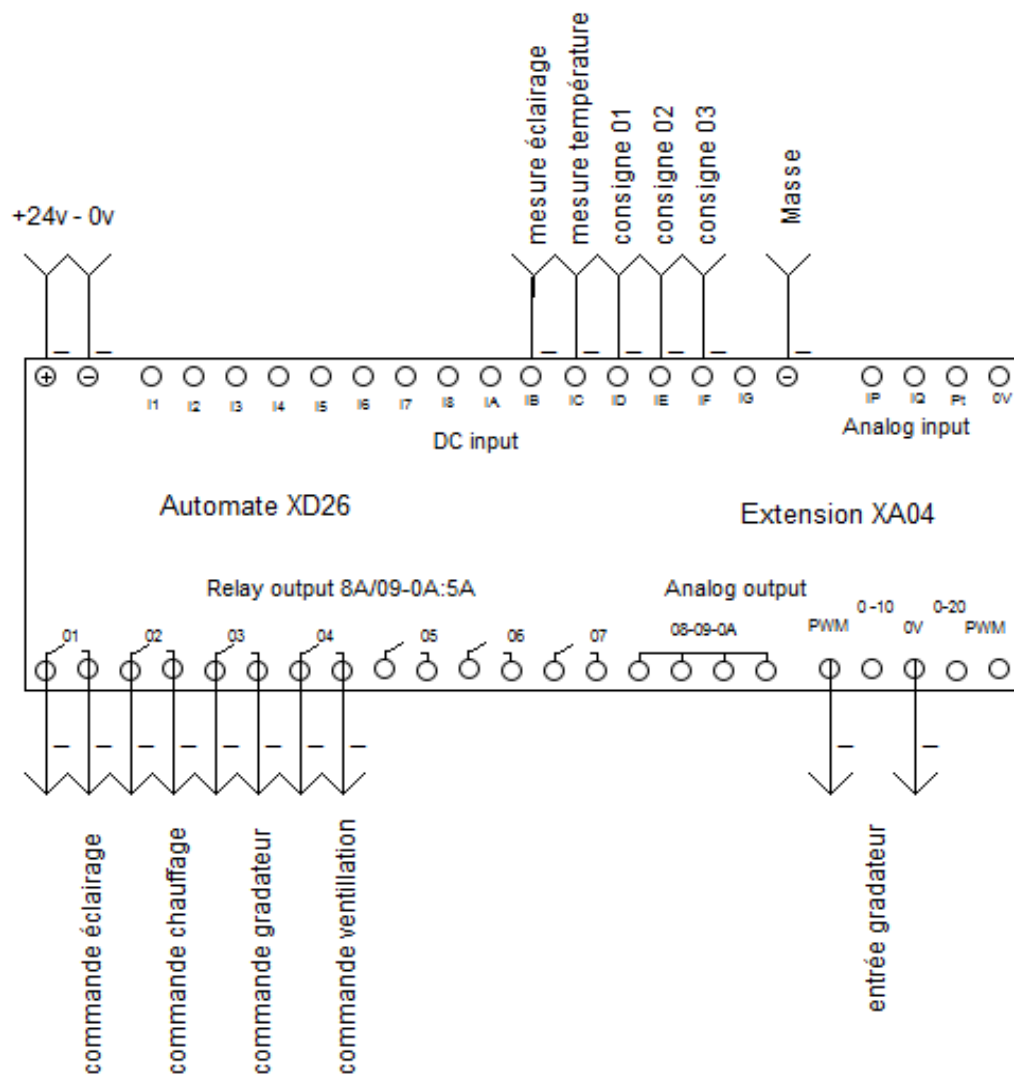 +24v - 0v
mesure éclairage
mesure température
consigne 01
consigne 02
consigne 03
Masse
I1 I2 I3 I4 I5 I6 I7 I8 IA IB IC ID IE IF IG IP IQ Pt 0V
DC input
Analog input
Automate XD26
Extension XA04
Relay output 8A/09-0A:5A
Analog output
01 02 03 04 05 06 07 08-09-0A
PWM 0-10 0V 0-20 PWM
commande éclairage
commande chauffage
commande gradateur
commande ventillation
entrée gradateur